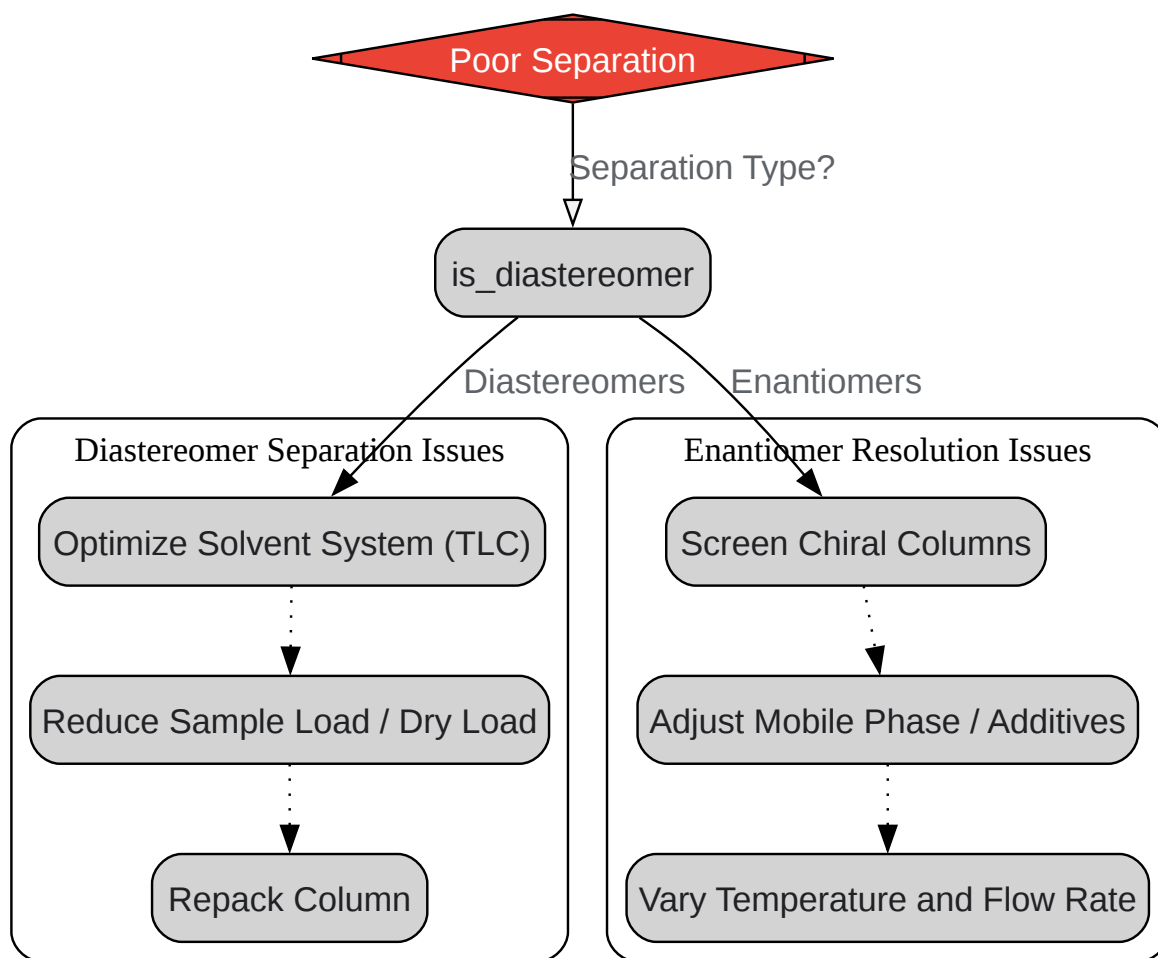 Poor Separation
Separation Type?
is_diastereomer
Diastereomers
Enantiomers
Diastereomer Separation Issues
Optimize Solvent System (TLC)
Reduce Sample Load / Dry Load
Repack Column
Enantiomer Resolution Issues
Screen Chiral Columns
Adjust Mobile Phase / Additives
Vary Temperature and Flow Rate